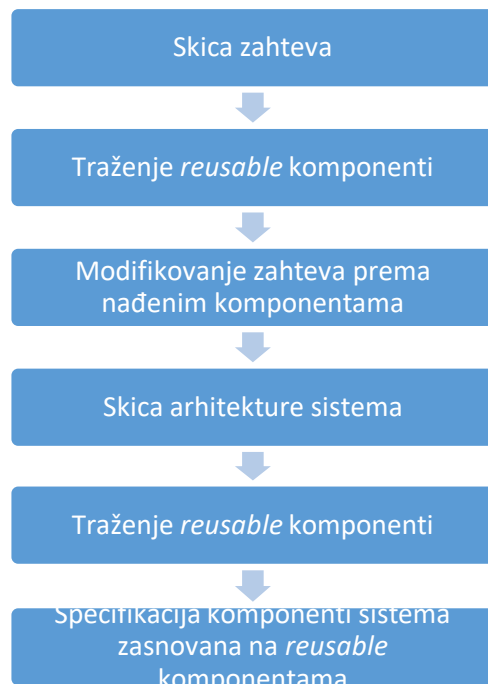 Skica zahteva
Traženje reusable komponenti
Modifikovanje zahteva prema
nađenim komponentama
Skica arhitekture sistema
Traženje reusable komponenti
Specifikacija komponenti sistema
zasnovana na reusable
komponentama